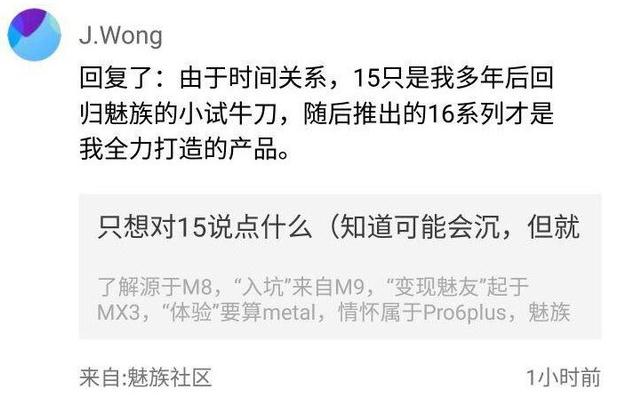 J.Wong
回复了：由于时间关系，15只是我多年后回
归魅族的小试牛刀，随后推出的16系列才是
我全力打造的产品。
只想对15说点什么（知道可能会沉，但就
了解源于M8，“入坑”来自M9，“变现魅友”起于
MX3，“体验”要算metal，情怀属于Pro6plus，魅族
来自:魅族社区
1小时前